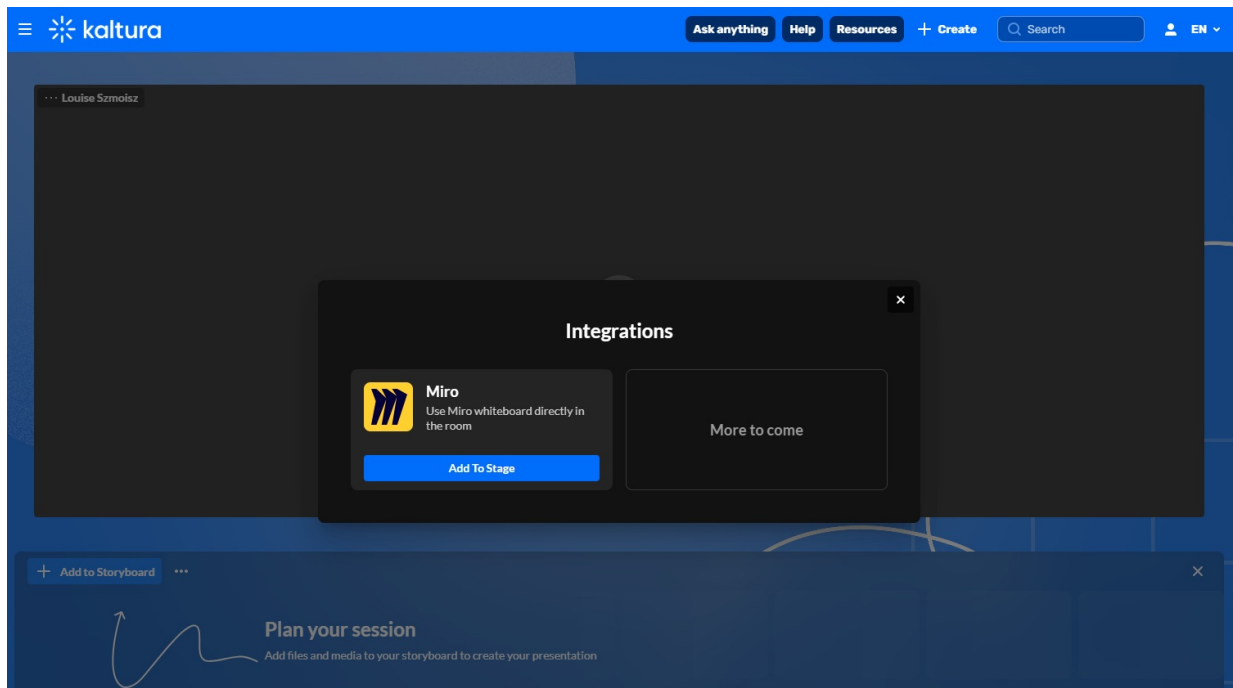 kaltura
Ask anything
Help
Resources
Create
Search
EN
··· Louise Szmoisz
Integrations
Miro
Use Miro whiteboard directly in
the room
Add To Stage
More to come
Add to Storyboard
Plan your session
Add files and media to your storyboard to create your presentation